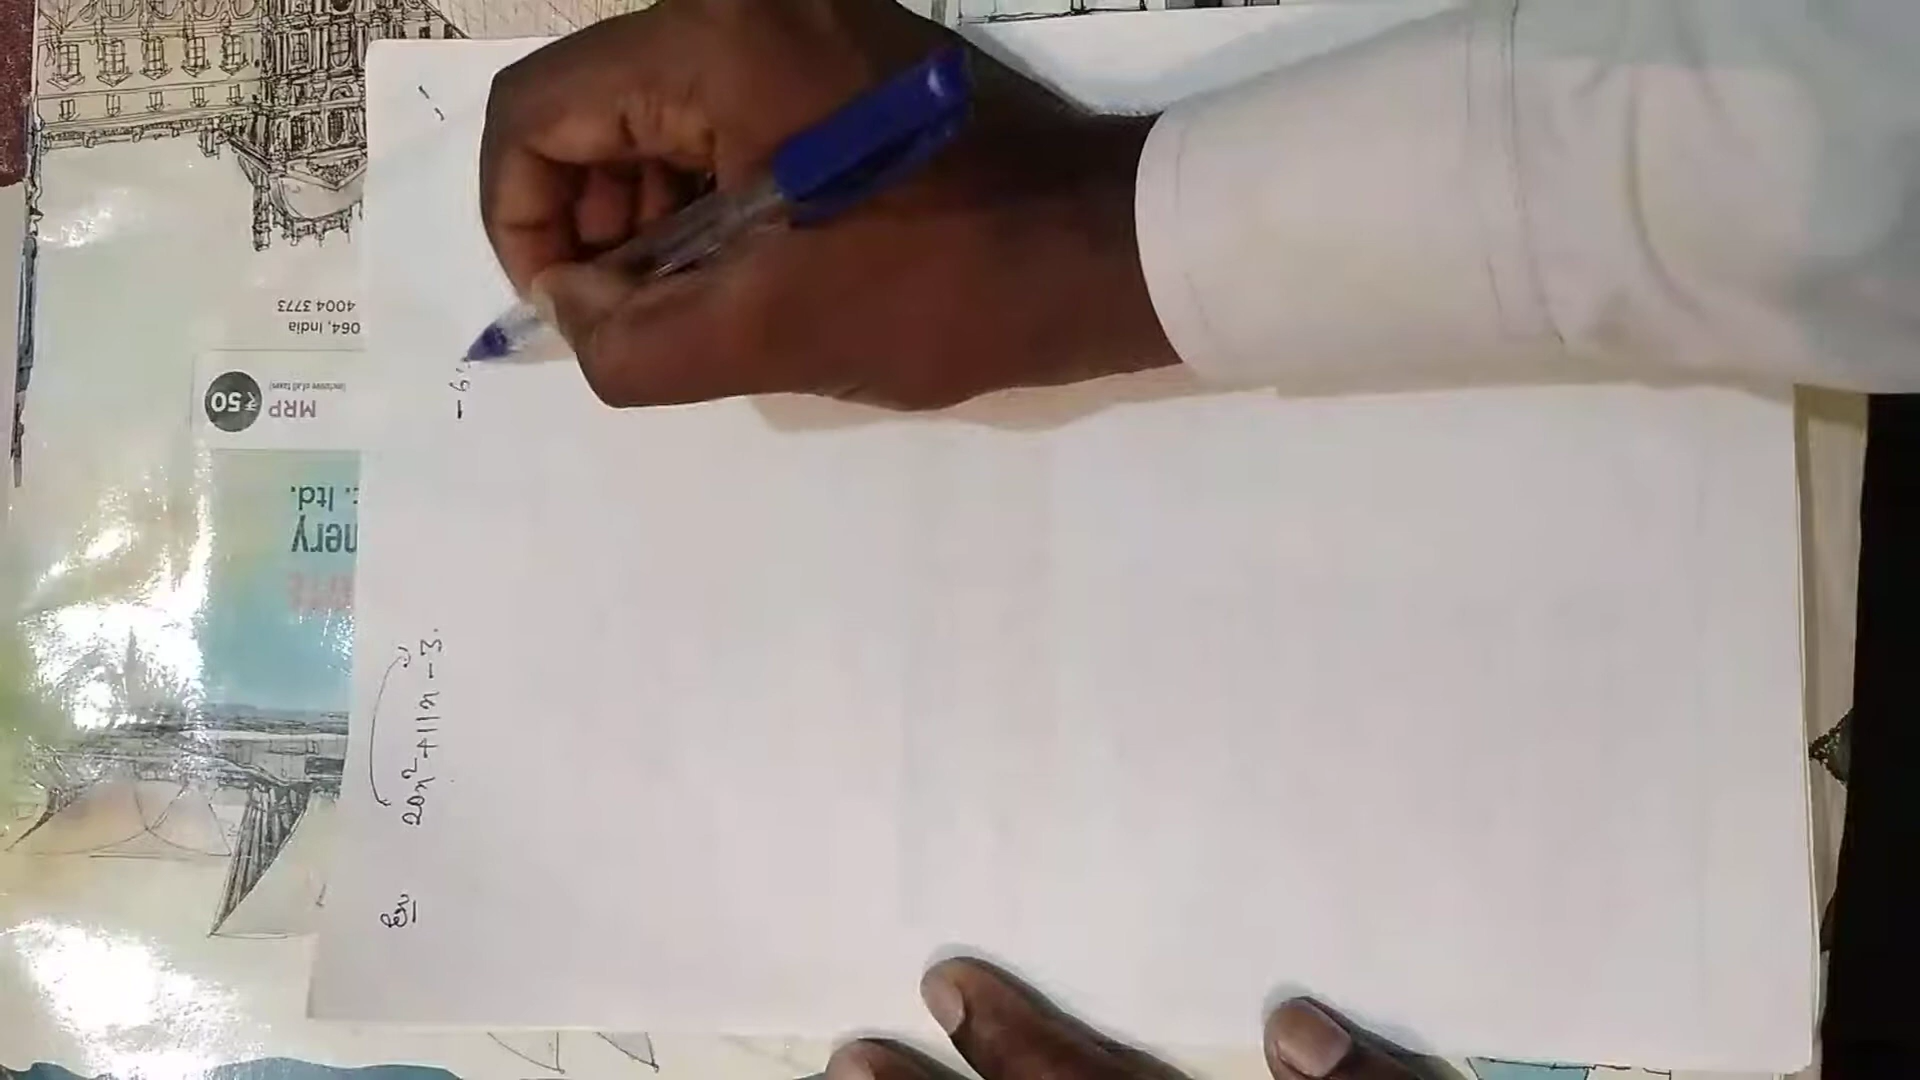 Ex 20x² + 11x - 3.
- 6
MRP ₹ 50
(inclusive of all taxes)
064, India
4004 3773
c. ltd.
nery